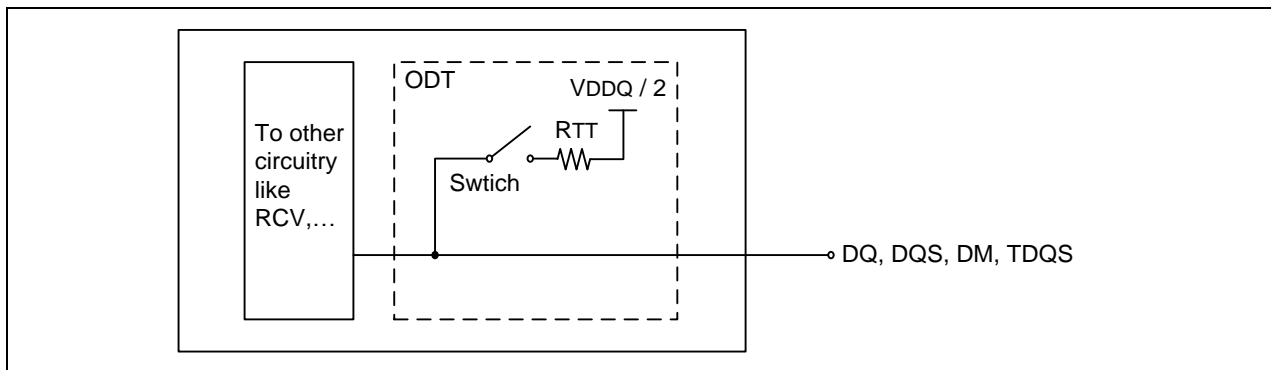 ODT
VDDQ / 2
RTT
Swtich
To other
circuitry
like
RCV,…
DQ, DQS, DM, TDQS